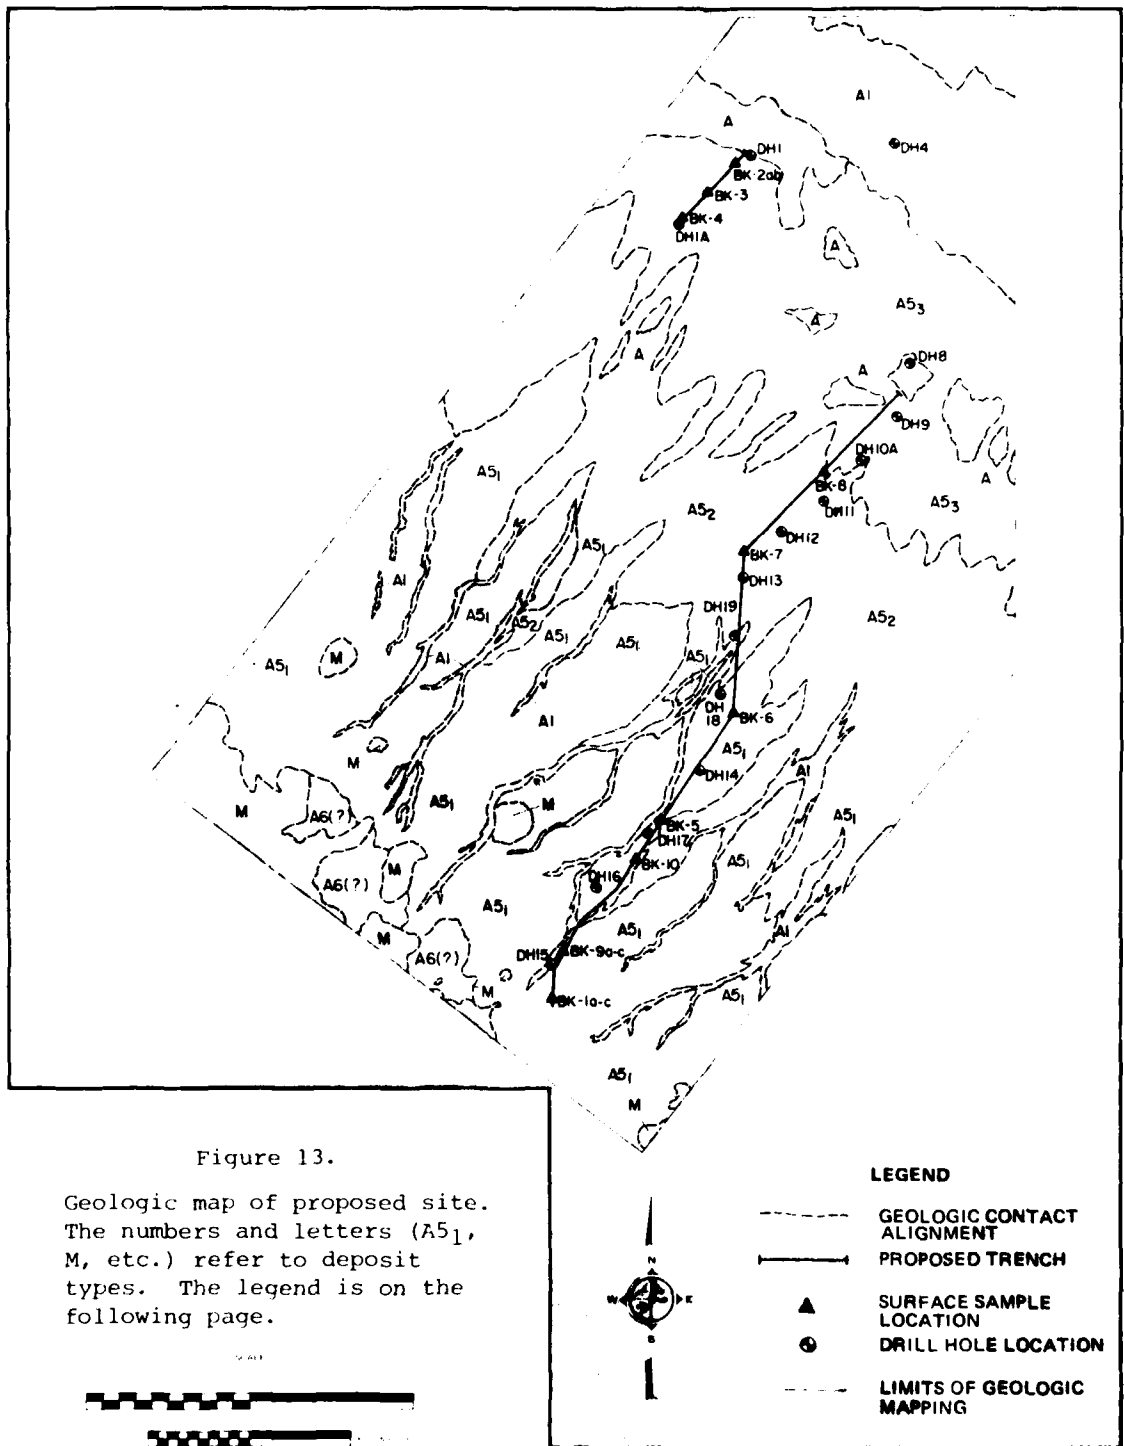 A1
A
DH1
DH4
BK-2ab
BK-3
BK-4
DH1A
A
A5₃
A
A
A
DH8
DH9
DH10A
A
A5₁
BK-8
A5₂
DH11
A5₃
DH12
A5₁
BK-7
A1
DH13
DH19
A5₁
A5₂
A5₁
A5₁
A5₁
A5₂
A5₁
M
A1
DH
18
A1
BK-6
M
A5₁
DH14
A1
M
A5₁
M
A5₁
A6(?)
BK-5
DH17
M
BK-10
A5₁
A6(?)
DH16
A5₁
A5₁
M
A1
A6(?)
DH15
BK-9a-c
M
BK-1a-c
A5₁
A5₁
M
Figure 13.
Geologic map of proposed site.
The numbers and letters (A5₁,
M, etc.) refer to deposit
types. The legend is on the
following page.
SCALE
LEGEND
GEOLOGIC CONTACT
ALIGNMENT
PROPOSED TRENCH
SURFACE SAMPLE
LOCATION
DRILL HOLE LOCATION
LIMITS OF GEOLOGIC
MAPPING
N
W
E
S